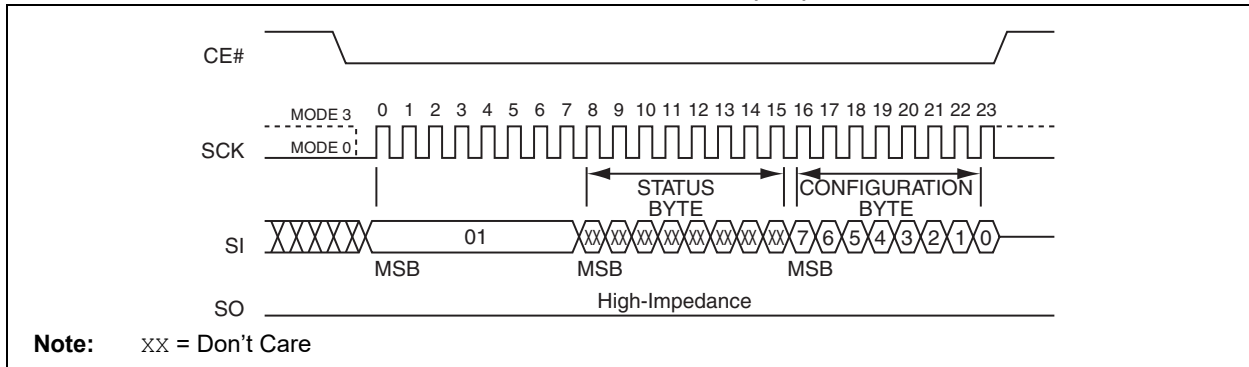 CE#
MODE 3 0 1 2 3 4 5 6 7 8 9 10 11 12 13 14 15 16 17 18 19 20 21 22 23
SCK MODE 0
STATUS BYTE
CONFIGURATION BYTE
SI 01 XX XX XX XX XX XX XX XX 7 6 5 4 3 2 1 0
MSB MSB MSB
SO High-Impedance
Note: XX = Don't Care